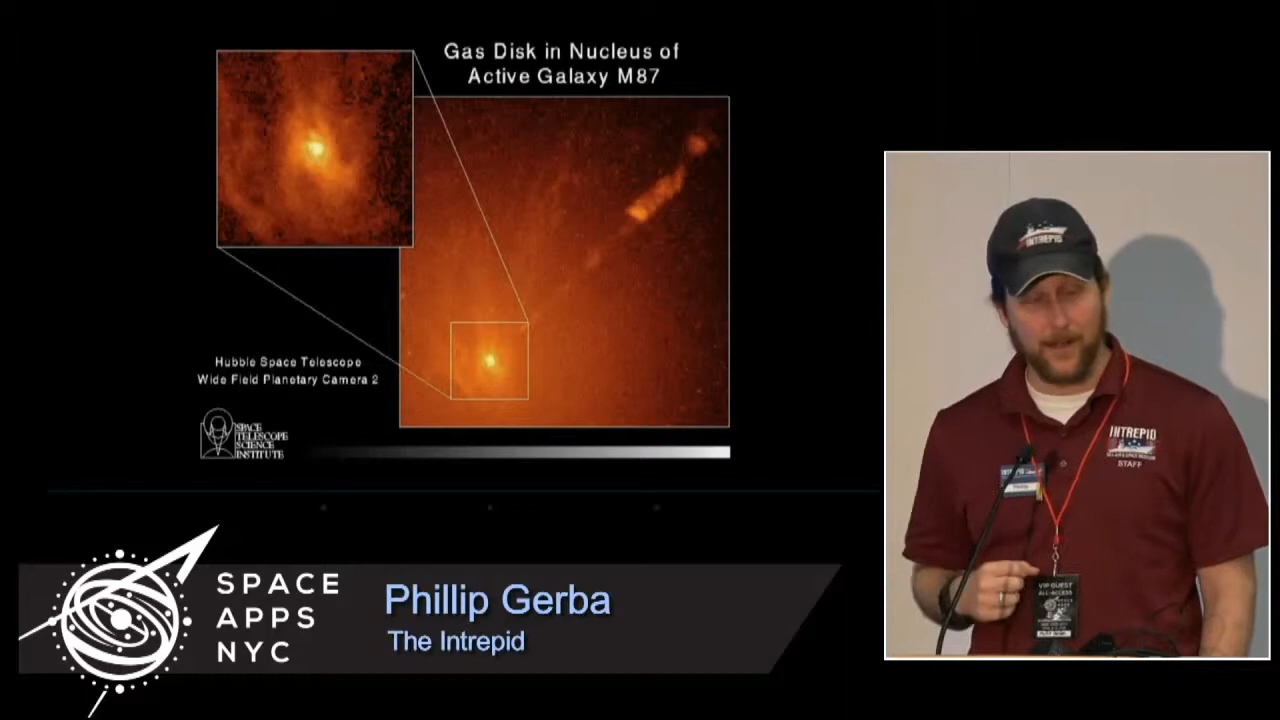 Gas Disk in Nucleus of
Active Galaxy M87
Hubble Space Telescope
Wide Field Planetary Camera 2
SPACE
TELESCOPE
SCIENCE
INSTITUTE
SPACE
APPS
NYC
Phillip Gerba
The Intrepid
INTREPID
INTREPID
STAFF
VIP GUEST
ALL-ACCESS